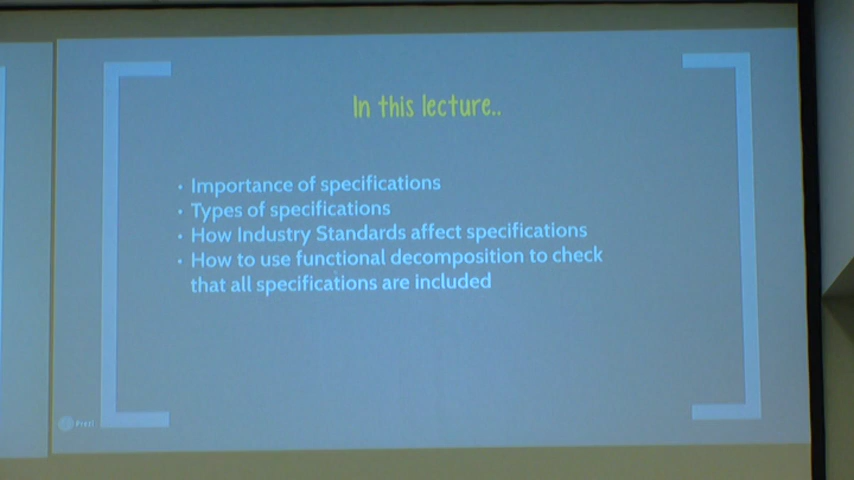 In this lecture..
• Importance of specifications
• Types of specifications
• How Industry Standards affect specifications
• How to use functional decomposition to check
that all specifications are included
Prezi